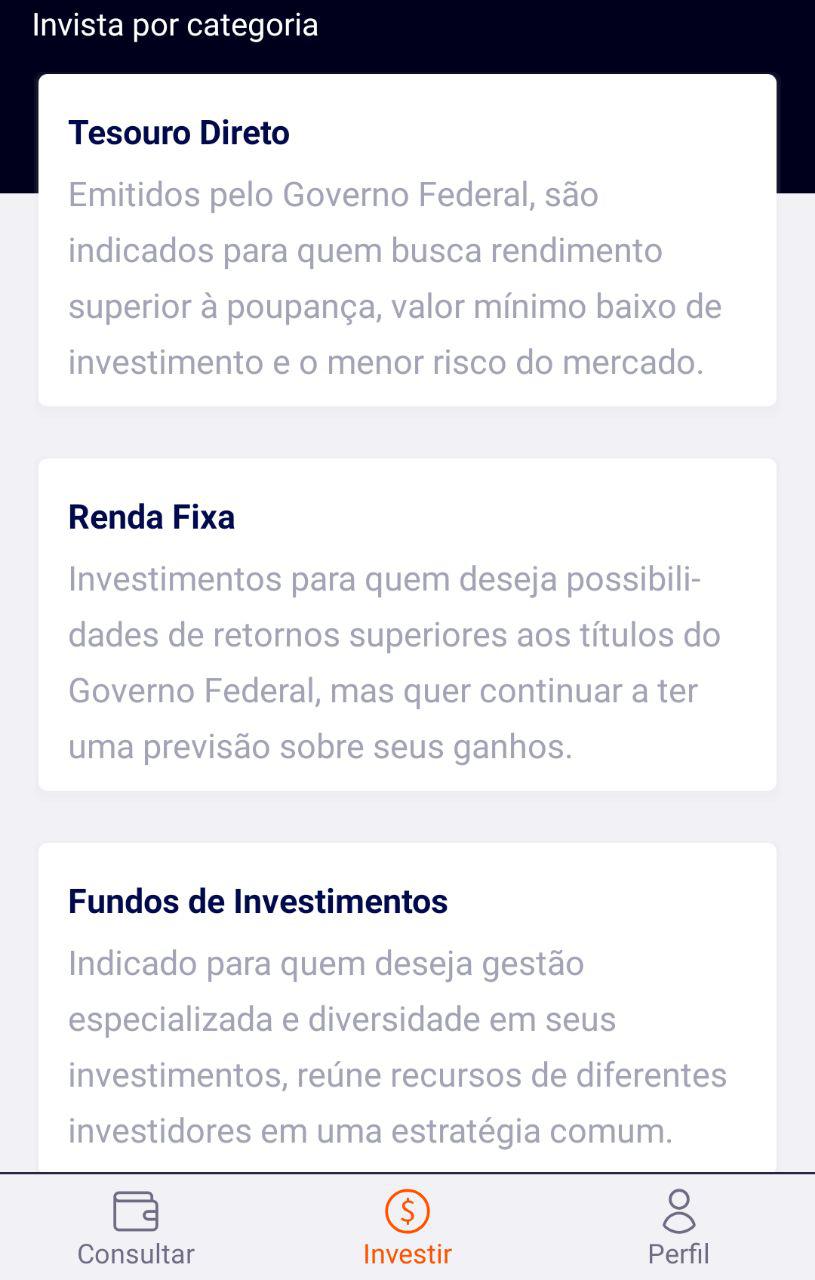 Invista por categoria
Tesouro Direto
Emitidos pelo Governo Federal, são
indicados para quem busca rendimento
superior à poupança, valor mínimo baixo de
investimento e o menor risco do mercado.
Renda Fixa
Investimentos para quem deseja possibili-
dades de retornos superiores aos títulos do
Governo Federal, mas quer continuar a ter
uma previsão sobre seus ganhos.
Fundos de Investimentos
Indicado para quem deseja gestão
especializada e diversidade em seus
investimentos, reúne recursos de diferentes
investidores em uma estratégia comum.
Consultar
Investir
Perfil